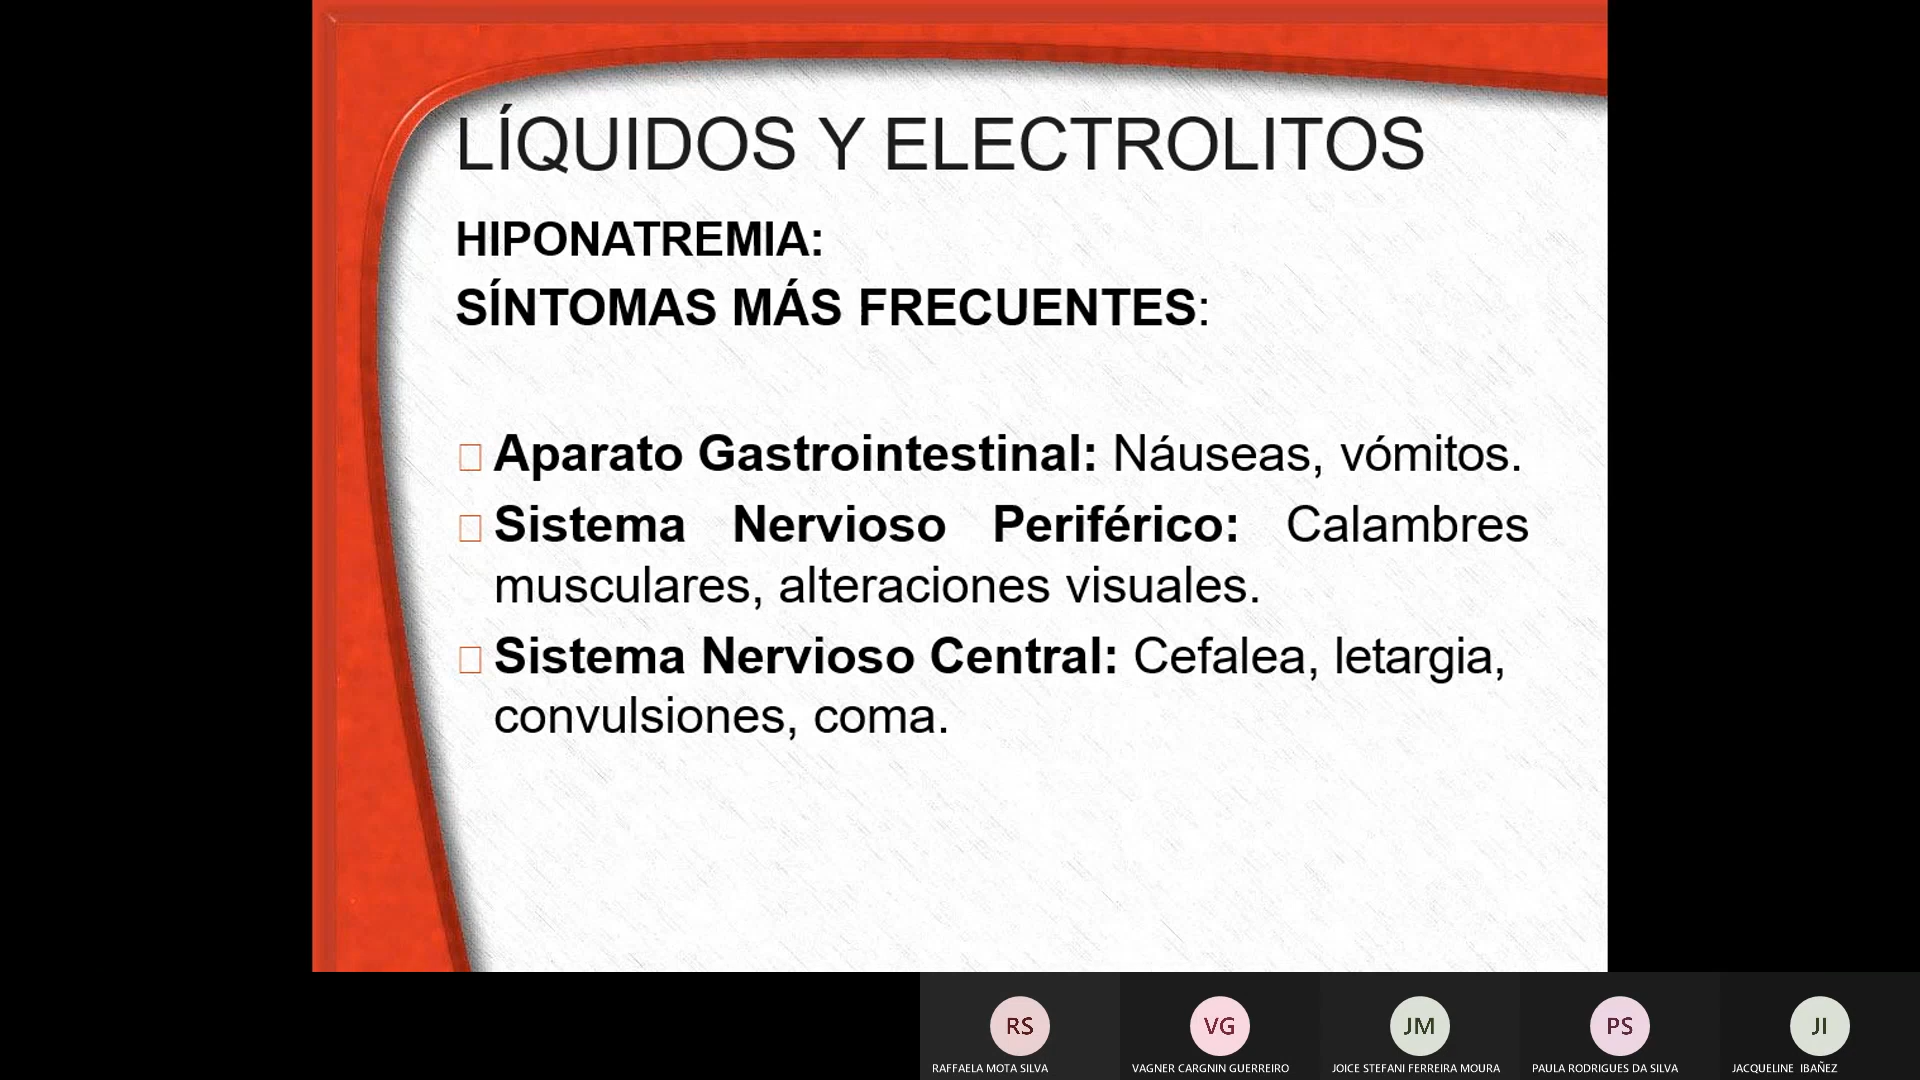 LÍQUIDOS Y ELECTROLITOS
HIPONATREMIA:
SÍNTOMAS MÁS FRECUENTES:
Aparato Gastrointestinal: Náuseas, vómitos.
Sistema Nervioso Periférico: Calambres
musculares, alteraciones visuales.
Sistema Nervioso Central: Cefalea, letargia,
convulsiones, coma.
RS
VG
JM
PS
JI
RAFFAELA MOTA SILVA
VAGNER CARGNIN GUERREIRO
JOICE STEFANI FERREIRA MOURA
PAULA RODRIGUES DA SILVA
JACQUELINE IBAÑEZ